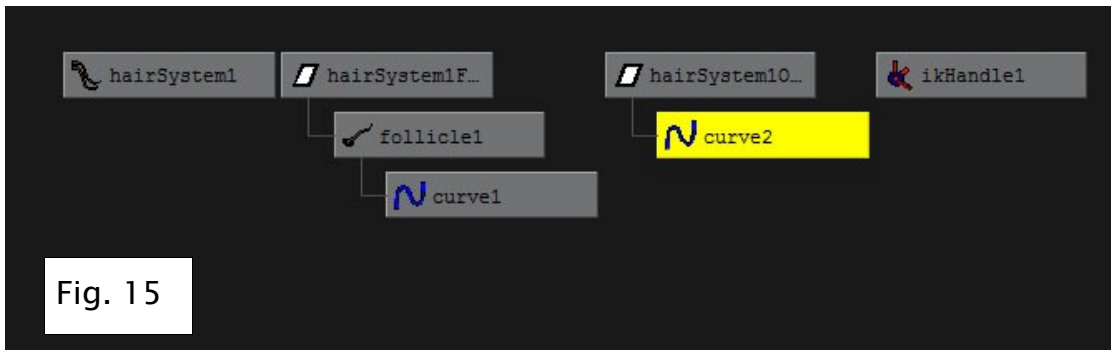 hairSystem1 hairSystem1F... hairSystem1O... ikHandle1
follicle1 curve2
curve1
Fig. 15